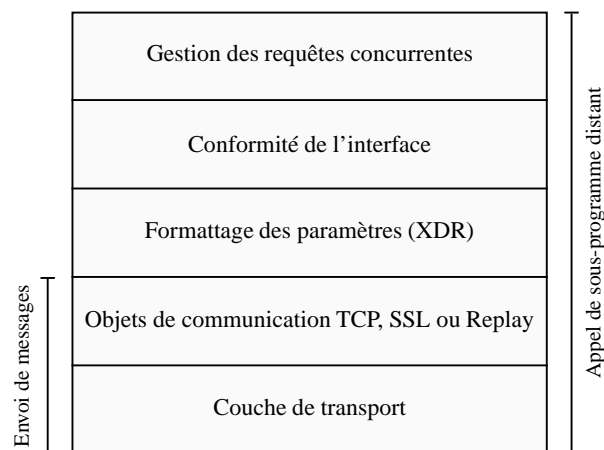 Gestion des requêtes concurrentes
Conformité de l'interface
Formattage des paramètres (XDR)
Objets de communication TCP, SSL ou Replay
Couche de transport
Envoi de messages
Appel de sous-programme distant